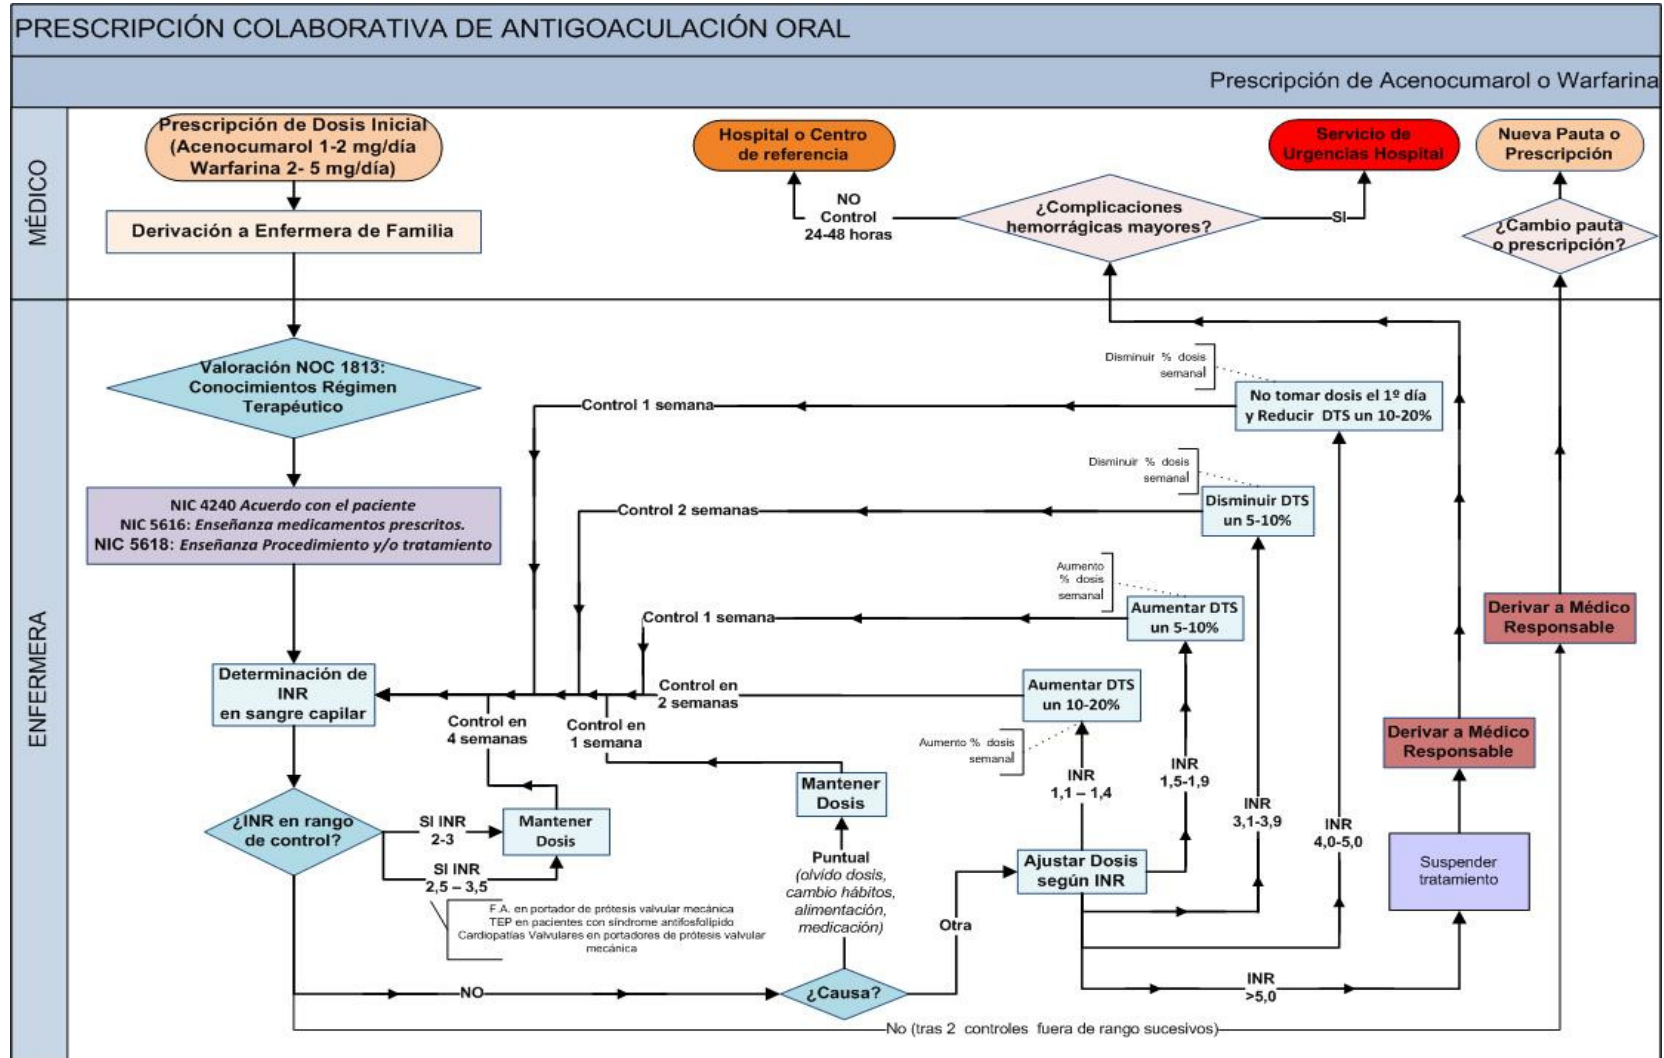 PRESCRIPCIÓN COLABORATIVA DE ANTIGOACULACIÓN ORAL
Prescripción de Acenocumarol o Warfarina
MÉDICO
Prescripción de Dosis Inicial
(Acenocumarol 1-2 mg/día
Warfarina 2- 5 mg/día)
Hospital o Centro
de referencia
Servicio de
Urgencias Hospital
Nueva Pauta o
Prescripción
Derivación a Enfermera de Familia
NO
Control
24-48 horas
¿Complicaciones
hemorrágicas mayores?
SI
¿Cambio pauta
o prescripción?
ENFERMERA
Valoración NOC 1813:
Conocimientos Régimen
Terapéutico
Disminuir % dosis
semanal
No tomar dosis el 1º día
y Reducir DTS un 10-20%
Control 1 semana
NIC 4240 Acuerdo con el paciente
NIC 5616: Enseñanza medicamentos prescritos.
NIC 5618: Enseñanza Procedimiento y/o tratamiento
Disminuir % dosis
semanal
Disminuir DTS
un 5-10%
Control 2 semanas
Aumento
% dosis
semanal
Aumentar DTS
un 5-10%
Control 1 semana
Derivar a Médico
Responsable
Determinación de
INR
en sangre capilar
Control en
2 semanas
Aumentar DTS
un 10-20%
Control en
4 semanas
Control en
1 semana
Aumento % dosis
semanal
Derivar a Médico
Responsable
Mantener
Dosis
INR
1,1 – 1,4
INR
1,5-1,9
INR
3,1-3,9
INR
4,0-5,0
¿INR en rango
de control?
SI INR
2-3
Mantener
Dosis
SI INR
2,5 – 3,5
F.A. en portador de prótesis valvular mecánica
TEP en pacientes con síndrome antifosfolípido
Cardiopatías Valvulares en portadores de prótesis valvular
mecánica
Puntual
(olvido dosis,
cambio hábitos,
alimentación,
medicación)
Ajustar Dosis
según INR
Suspender
tratamiento
Otra
NO
¿Causa?
INR
>5,0
No (tras 2 controles fuera de rango sucesivos)